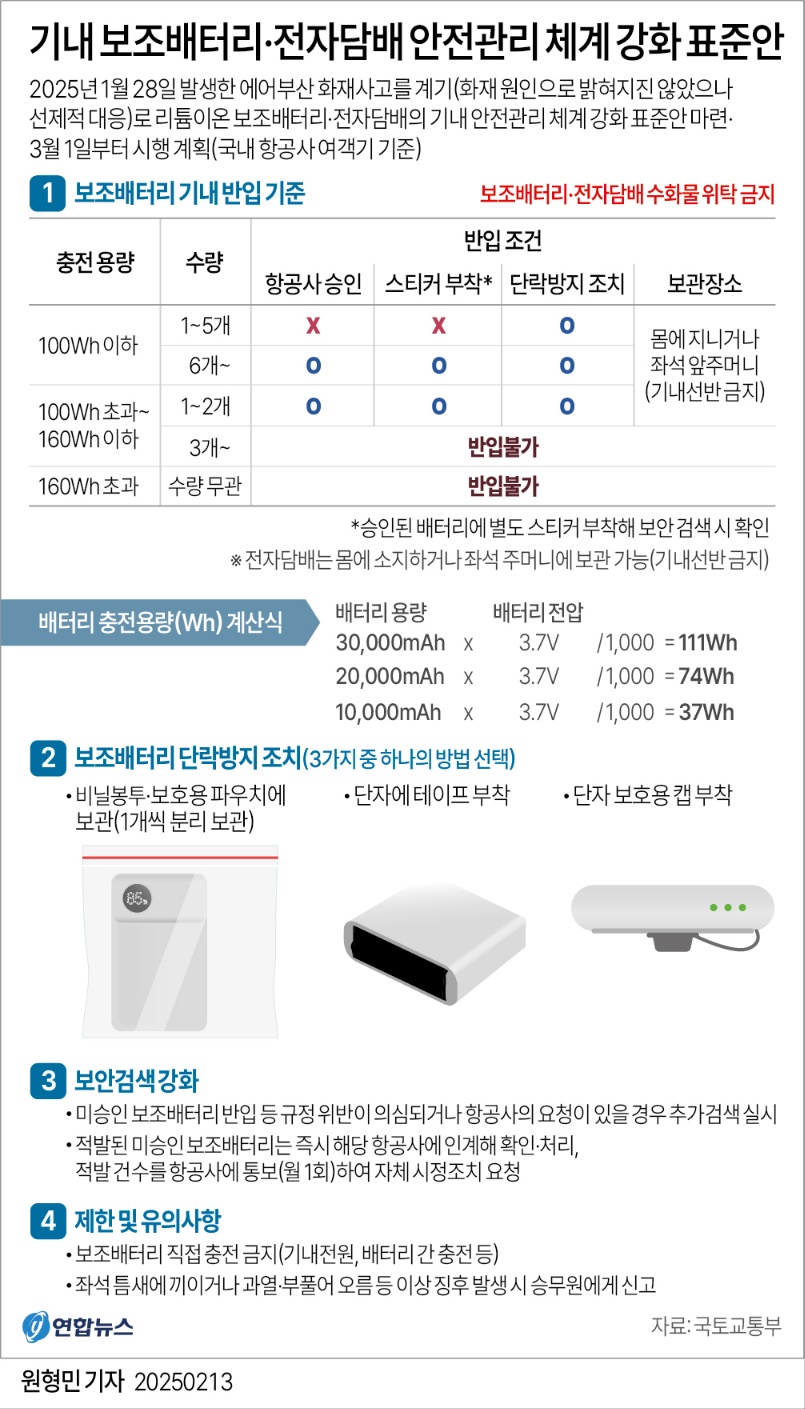 기내 보조배터리·전자담배 안전관리 체계 강화 표준안
2025년 1월 28일 발생한 에어부산 화재사고를 계기(화재 원인으로 밝혀지진 않았으나
선제적 대응)로 리튬이온 보조배터리·전자담배의 기내 안전관리 체계 강화 표준안 마련·
3월 1일부터 시행 계획(국내 항공사 여객기 기준)
1 보조배터리 기내 반입 기준
보조배터리·전자담배 수화물 위탁 금지
충전 용량 수량 반입 조건
항공사 승인 스티커 부착* 단락방지 조치 보관장소
100Wh 이하 1~5개 X X O
6개~ O O O
몸에 지니거나
좌석 앞주머니
(기내선반 금지)
100Wh 초과~
160Wh 이하
1~2개 O O O
3개~ 반입불가
160Wh 초과 수량 무관 반입불가
*승인된 배터리에 별도 스티커 부착해 보안 검색 시 확인
※ 전자담배는 몸에 소지하거나 좌석 주머니에 보관 가능(기내선반 금지)
배터리 충전용량(Wh) 계산식
배터리 용량 배터리 전압
30,000mAh x 3.7V /1,000 = 111Wh
20,000mAh x 3.7V /1,000 = 74Wh
10,000mAh x 3.7V /1,000 = 37Wh
2 보조배터리 단락방지 조치(3가지 중 하나의 방법 선택)
• 비닐봉투·보호용 파우치에
보관(1개씩 분리 보관)
• 단자에 테이프 부착
• 단자 보호용 캡 부착
86%
3 보안검색 강화
• 미승인 보조배터리 반입 등 규정 위반이 의심되거나 항공사의 요청이 있을 경우 추가검색 실시
• 적발된 미승인 보조배터리는 즉시 해당 항공사에 인계해 확인·처리,
적발 건수를 항공사에 통보(월 1회)하여 자체 시정조치 요청
4 제한 및 유의사항
• 보조배터리 직접 충전 금지(기내전원, 배터리 간 충전 등)
• 좌석 틈새에 끼이거나 과열·부풀어 오름 등 이상 징후 발생 시 승무원에게 신고
연합뉴스
자료: 국토교통부
원형민 기자 20250213